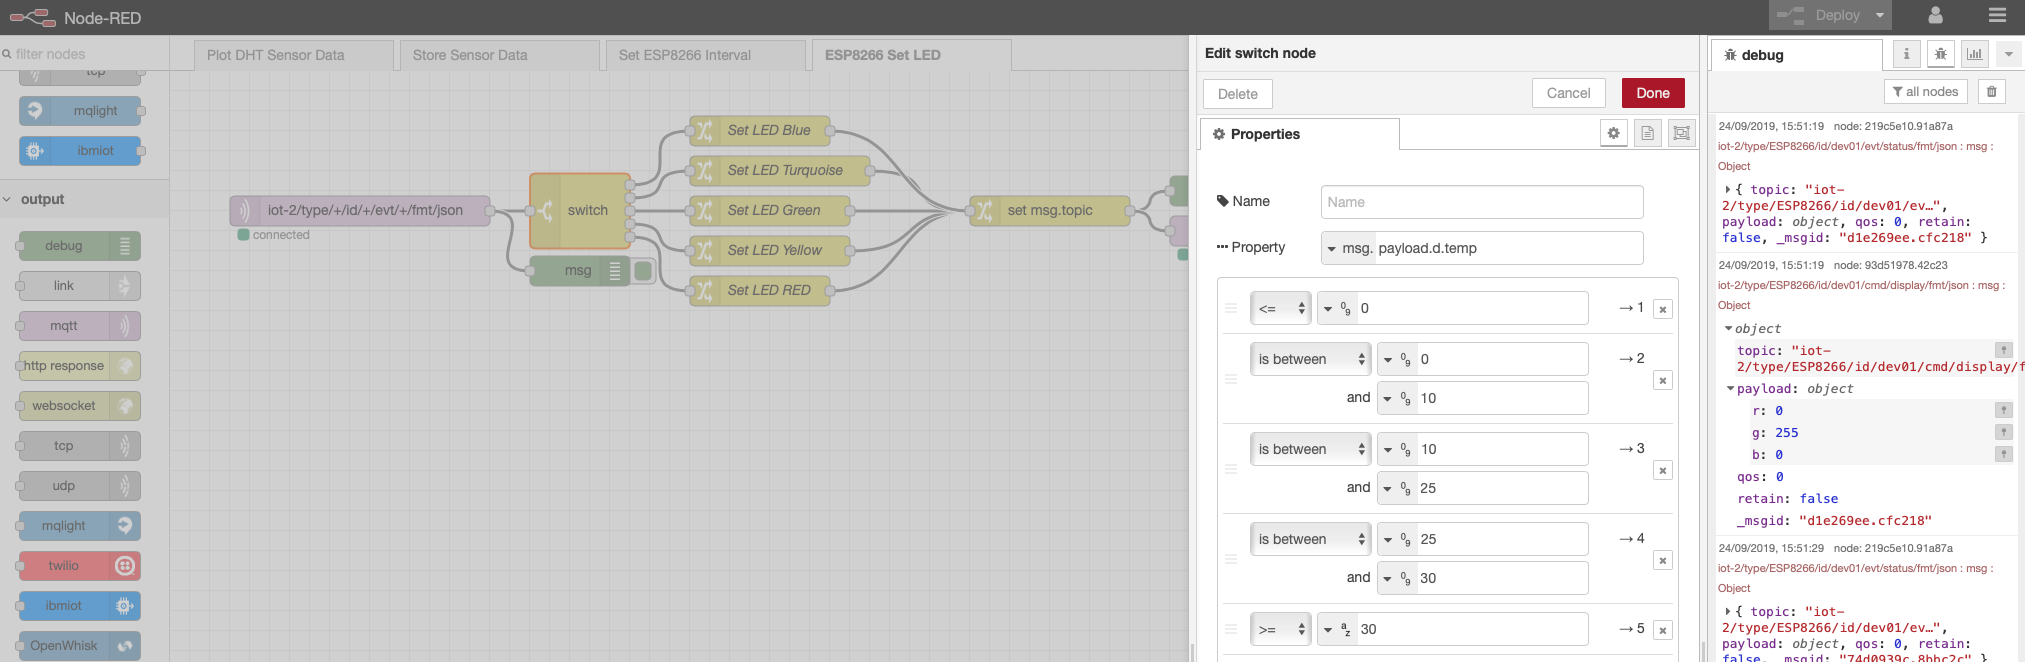 Node-RED
Deploy
filter nodes
Plot DHT Sensor Data
Store Sensor Data
Set ESP8266 Interval
ESP8266 Set LED
tcp
mqlight
ibmiot
output
debug
link
mqtt
http response
websocket
tcp
udp
mqlight
twilio
ibmiot
OpenWhisk
iot-2/type/+/id/+/evt/+/fmt/json
connected
switch
msg
Set LED Blue
Set LED Turquoise
Set LED Green
Set LED Yellow
Set LED RED
set msg.topic
Edit switch node
Delete
Cancel
Done
Properties
Name
Name
Property
msg. payload.d.temp
<= 0 → 1
is between 0 → 2
and 10
is between 10 → 3
and 25
is between 25 → 4
and 30
>= 30 → 5
debug
all nodes
24/09/2019, 15:51:19 node: 219c5e10.91a87a
iot-2/type/ESP8266/id/dev01/evt/status/fmt/json : msg :
Object
{ topic: "iot-
2/type/ESP8266/id/dev01/ev…",
payload: object, qos: 0, retain:
false, _msgid: "d1e269ee.cfc218" }
24/09/2019, 15:51:19 node: 93d51978.42c23
iot-2/type/ESP8266/id/dev01/cmd/display/fmt/json : msg :
Object
object
topic: "iot-
2/type/ESP8266/id/dev01/cmd/display/f
payload: object
r: 0
g: 255
b: 0
qos: 0
retain: false
_msgid: "d1e269ee.cfc218"
24/09/2019, 15:51:29 node: 219c5e10.91a87a
iot-2/type/ESP8266/id/dev01/evt/status/fmt/json : msg :
Object
{ topic: "iot-
2/type/ESP8266/id/dev01/ev…",
payload: object, qos: 0, retain:
false, _msgid: "74d0939c.8bbc2c" }